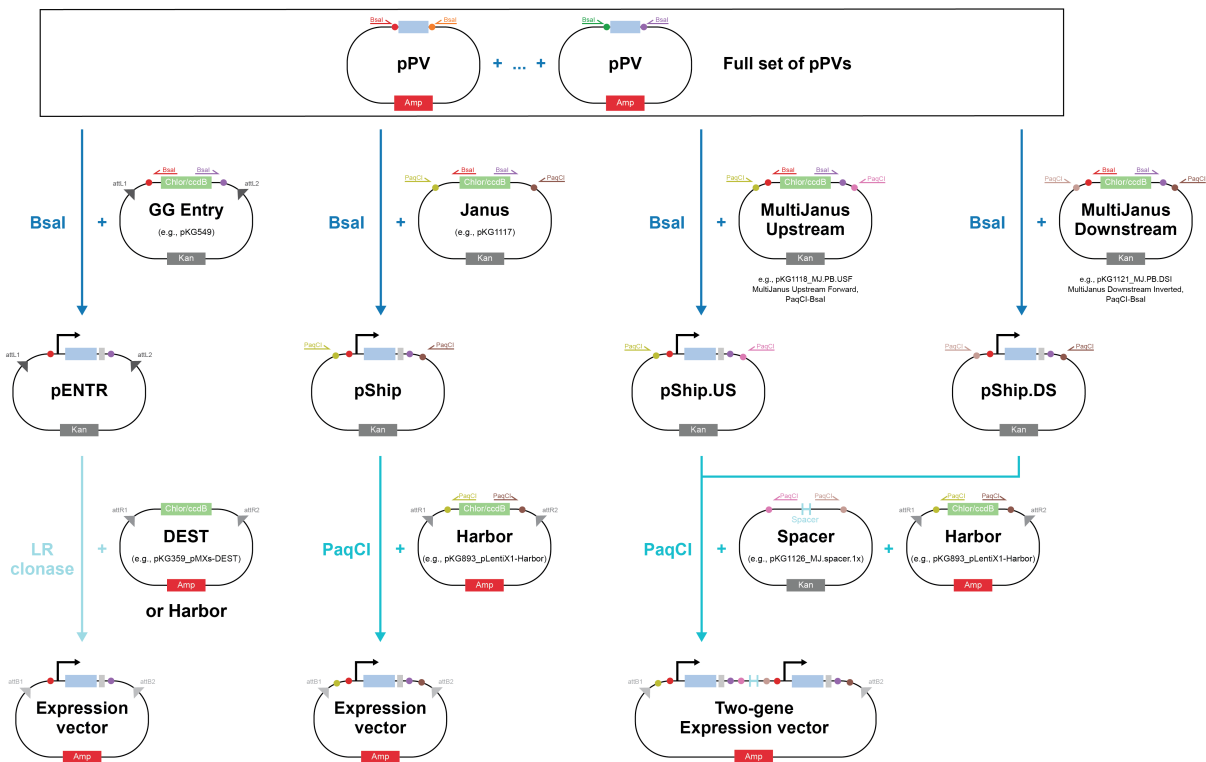 BsaI BsaI BsaI BsaI
pPV + ... + pPV Full set of pPVs
Amp Amp
BsaI BsaI PaqCI BsaI BsaI PaqCI PaqCI BsaI BsaI PaqCI PaqCI BsaI BsaI PaqCI
attL1 Chlor/ccdB attL2 Chlor/ccdB Chlor/ccdB Chlor/ccdB
BsaI + GG Entry BsaI + Janus BsaI + MultiJanus Upstream BsaI + MultiJanus Downstream
(e.g., pKG549) (e.g., pKG1117)
Kan Kan Kan Kan
e.g., pKG1118_MJ.PB.USF
MultiJanus Upstream Forward,
PaqCI-BsaI
e.g., pKG1121_MJ.PB.DSI
MultiJanus Downstream Inverted,
PaqCI-BsaI
attL1 attL2 PaqCI PaqCI PaqCI PaqCI PaqCI PaqCI
pENTR pShip pShip.US pShip.DS
Kan Kan Kan Kan
PaqCI PaqCI PaqCI PaqCI PaqCI PaqCI
attR1 Chlor/ccdB attR2 attR1 Chlor/ccdB attR2 Spacer attR1 Chlor/ccdB attR2
LR clonase + DEST PaqCI + Harbor PaqCI + Spacer + Harbor
(e.g., pKG359_pMXs-DEST) (e.g., pKG893_pLentiX1-Harbor) (e.g., pKG1126_MJ.spacer.1x) (e.g., pKG893_pLentiX1-Harbor)
Amp Amp Kan Amp
or Harbor
attB1 attB2 attB1 attB2 attB1 attB2
Expression Expression Two-gene
vector vector Expression vector
Amp Amp Amp